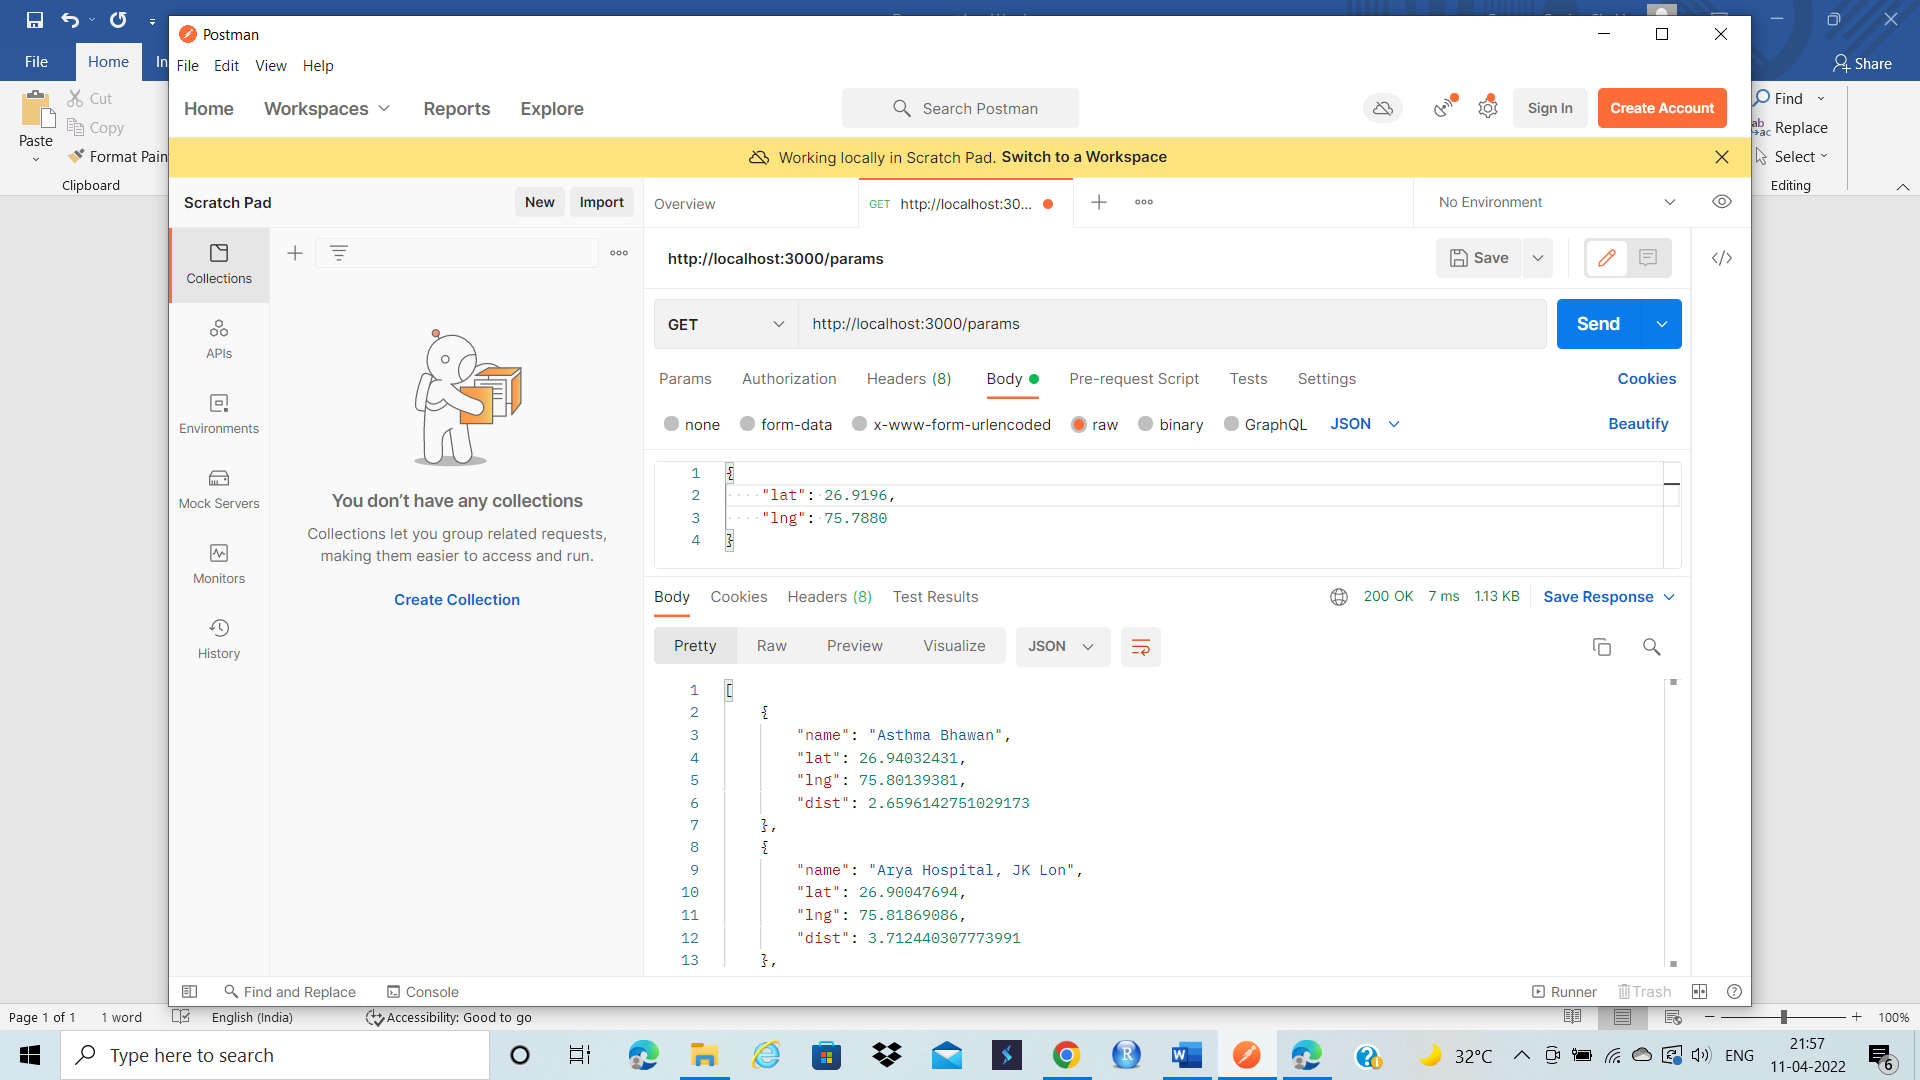 Postman
File Edit View Help
File Home In
Share
Home Workspaces Reports Explore Search Postman Sign In Create Account
Cut
Copy
Paste
Format Pain
Clipboard
Find
Replace
Select
Editing
Working locally in Scratch Pad. Switch to a Workspace
Scratch Pad New Import
Overview GET http://localhost:30... No Environment
Collections
APIs
Environments
Mock Servers
Monitors
History
You don’t have any collections
Collections let you group related requests,
making them easier to access and run.
Create Collection
http://localhost:3000/params Save
GET http://localhost:3000/params Send
Params Authorization Headers (8) Body Pre-request Script Tests Settings Cookies
none form-data x-www-form-urlencoded raw binary GraphQL JSON Beautify
1 {
2 "lat": 26.9196,
3 "lng": 75.7880
4 }
Body Cookies Headers (8) Test Results 200 OK 7 ms 1.13 KB Save Response
Pretty Raw Preview Visualize JSON
1 [
2 {
3 "name": "Asthma Bhawan",
4 "lat": 26.94032431,
5 "lng": 75.80139381,
6 "dist": 2.6596142751029173
7 },
8 {
9 "name": "Arya Hospital, JK Lon",
10 "lat": 26.90047694,
11 "lng": 75.81869086,
12 "dist": 3.712440307773991
13 },
Find and Replace Console Runner Trash
Page 1 of 1 1 word English (India) Accessibility: Good to go 100%
Type here to search 32°C ENG 21:57
11-04-2022 6